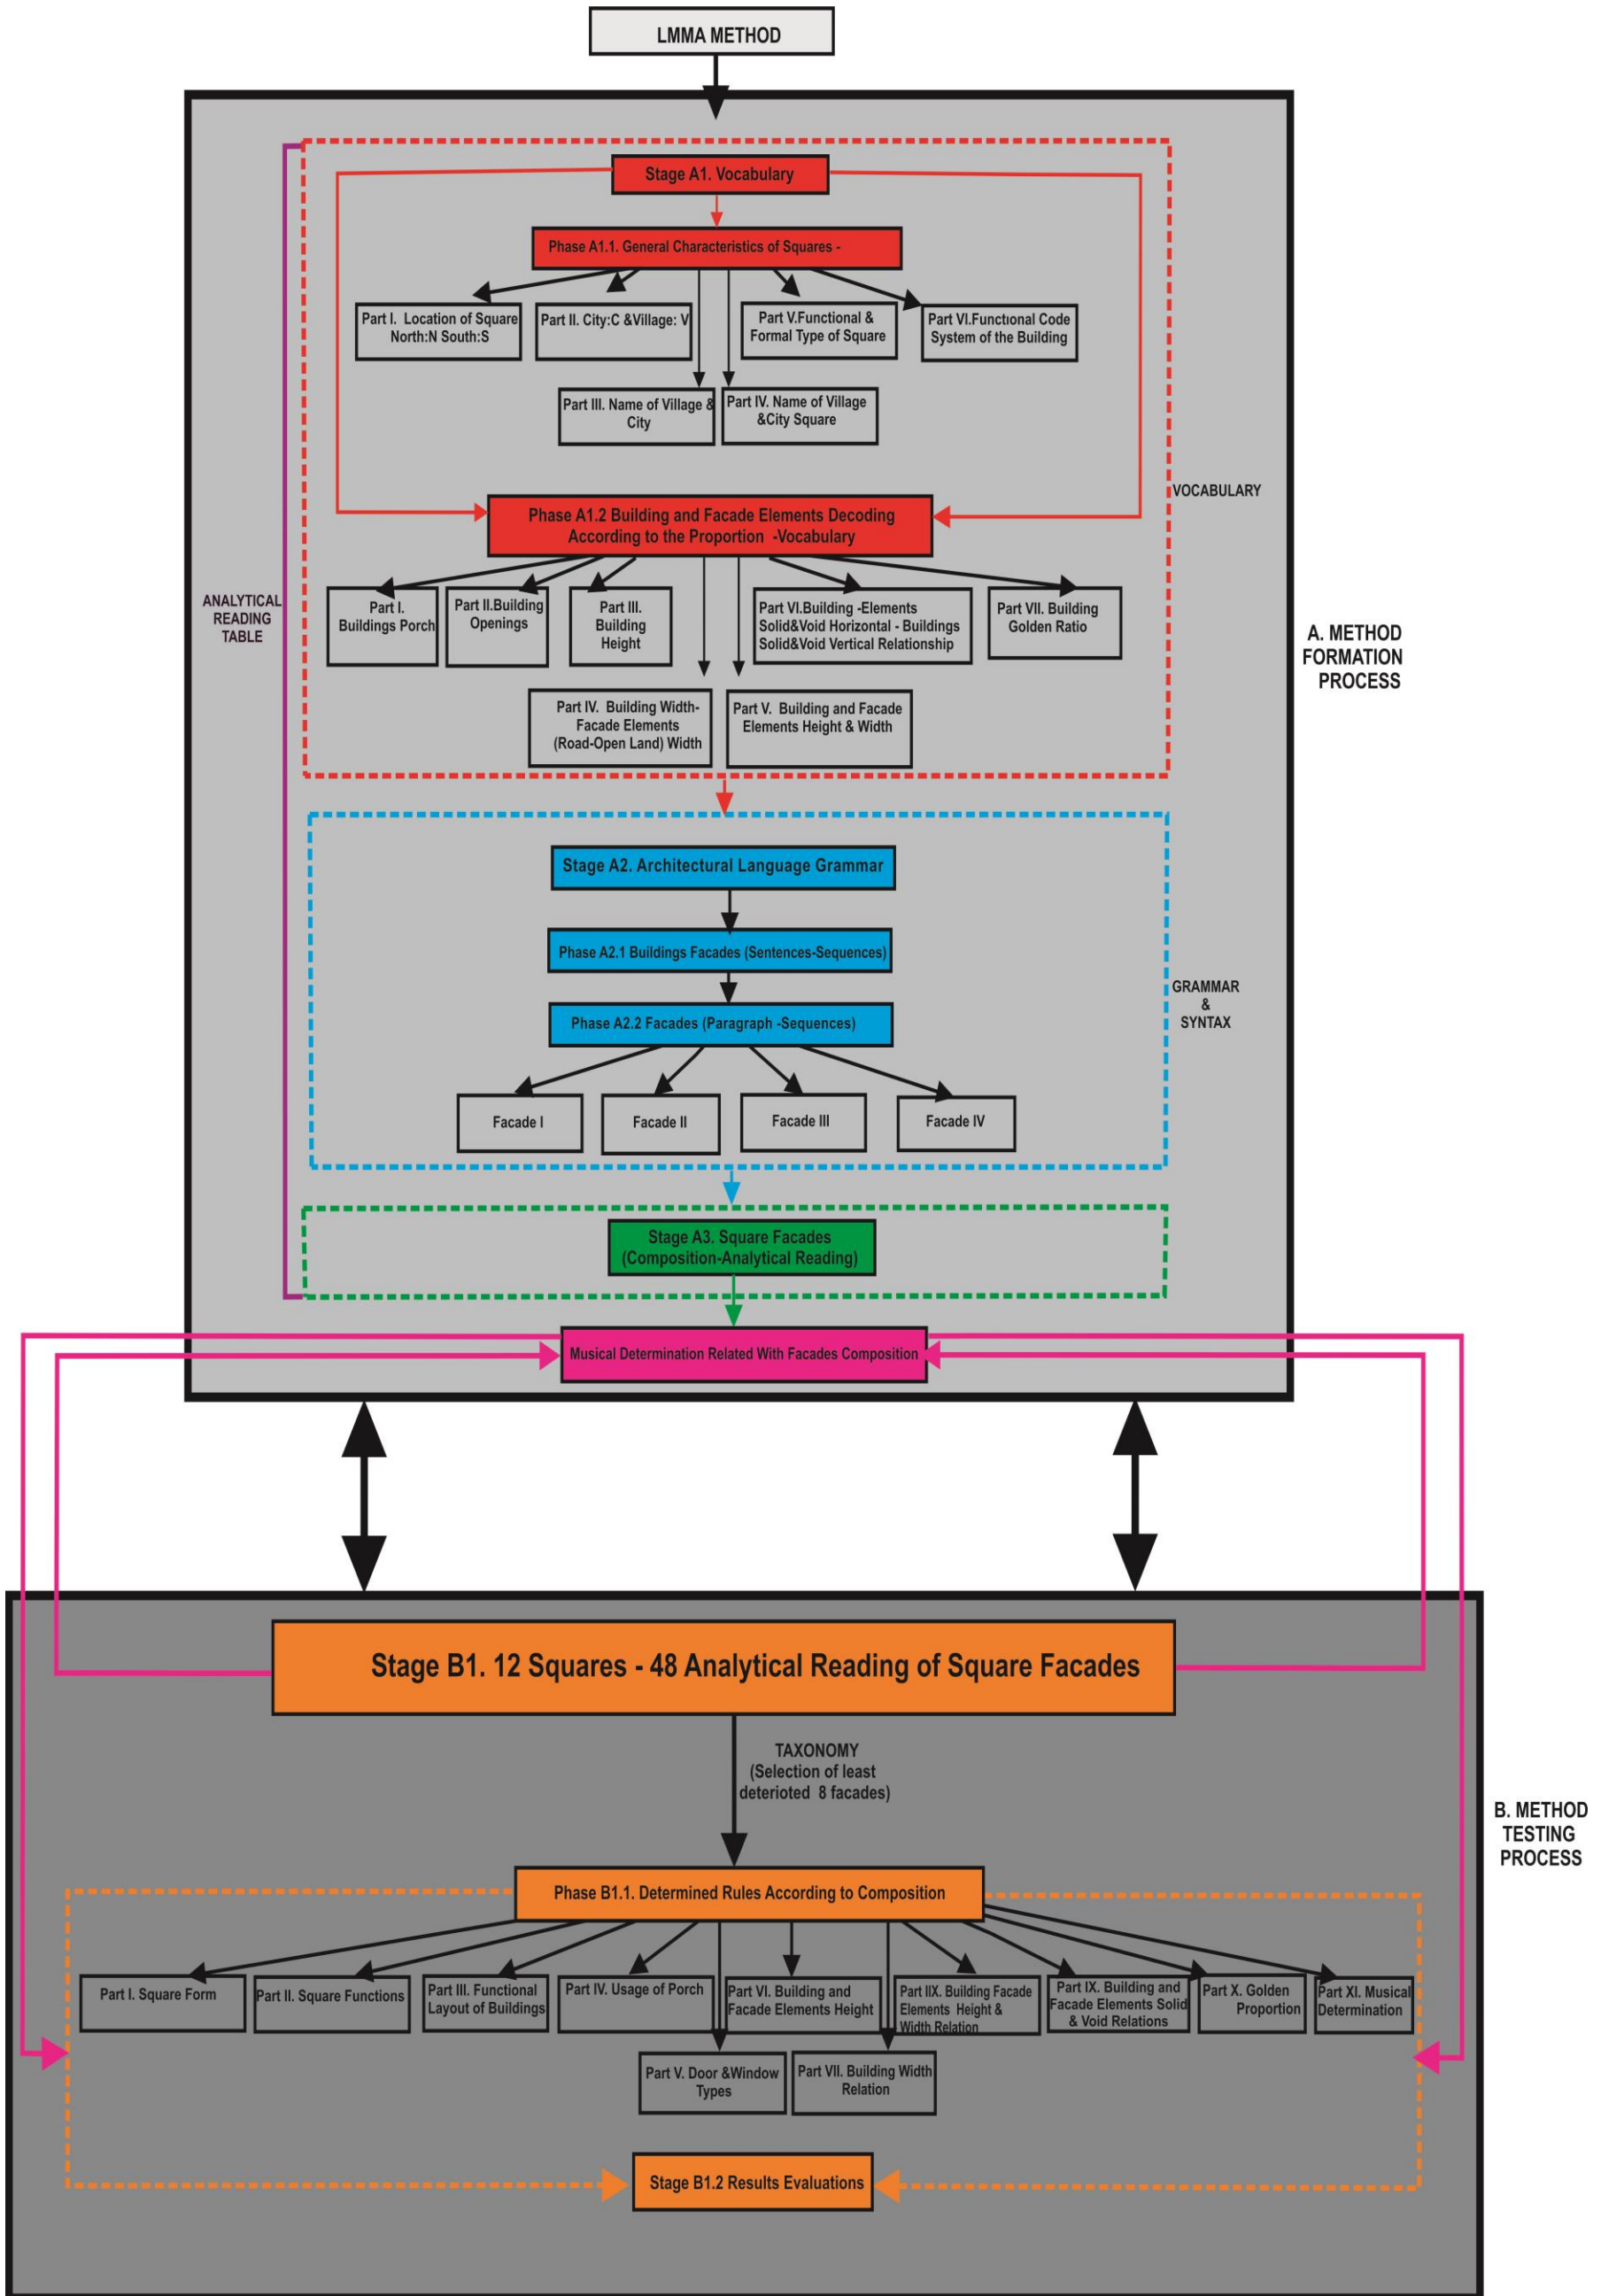 LMMA METHOD
Stage A1. Vocabulary
Phase A1.1. General Characteristics of Squares -
Part I.  Location of Square
North:N South:S
Part II. City:C &Village: V
Part V.Functional &
Formal Type of Square
Part VI.Functıonal Code
System of the Building
Part III. Name of Village &
City
Part IV. Name of Village
&City Square
VOCABULARY
Phase A1.2 Building and Facade Elements Decoding
According to the Proportion  -Vocabulary
ANALYTICAL
READING
TABLE
Part I.
Buildings Porch
Part II.Building
Openings
Part III.
Building
Height
Part VI.Building -Elements
Solid&Void Horizontal - Buildings
Solid&Void Vertical Relationship
Part VII. Building
Golden Ratio
A. METHOD
FORMATION
PROCESS
Part IV.  Building Width-
Facade Elements
(Road-Open Land) Width
Part V.  Building and Facade
Elements Height & Width
Stage A2. Architectural Language Grammar
Phase A2.1 Buildings Facades (Sentences-Sequences)
Phase A2.2 Facades (Paragraph -Sequences)
GRAMMAR
&
SYNTAX
Facade I
Facade II
Facade III
Facade IV
Stage A3. Square Facades
(Composition-Analytical Reading)
Musical Determination Related With Facades Composition
Stage B1. 12 Squares - 48 Analytical Reading of Square Facades
TAXONOMY
(Selection of least
deterioted  8 facades)
B. METHOD
TESTING
PROCESS
Phase B1.1. Determined Rules According to Composition
Part I. Square Form
Part II. Square Functions
Part III. Functional
Layout of Buildings
Part IV. Usage of Porch
Part VI. Building and
Facade Elements Height
Part IIX. Building Facade
Elements  Height &
Width Relation
Part IX. Building and
Facade Elements Solid
& Void Relations
Part X. Golden
Proportion
Part XI. Musical
Determination
Part V. Door &Window
Types
Part VII. Building Width
Relation
Stage B1.2 Results Evaluations